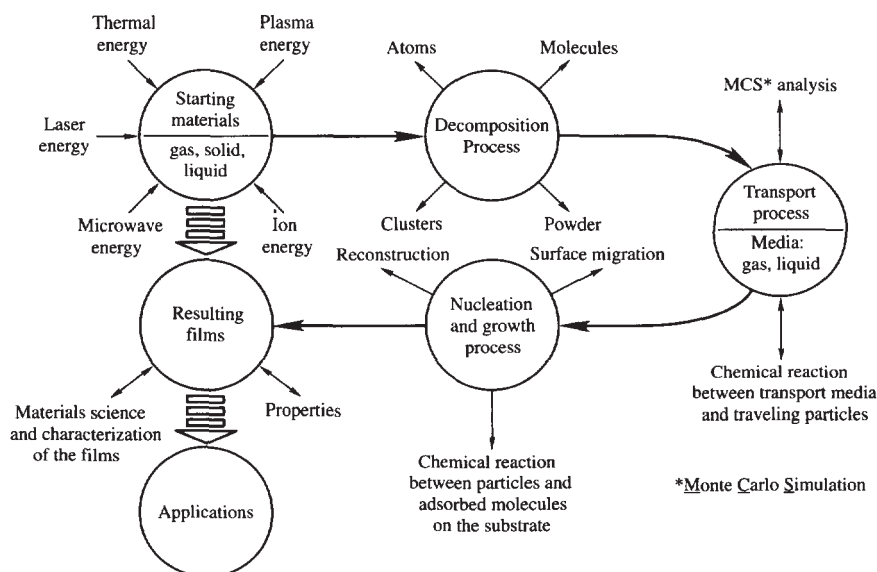 Thermal
energy
Plasma
energy
Laser
energy
Starting
materials
gas, solid,
liquid
Microwave
energy
Ion
energy
Atoms
Molecules
Decomposition
Process
Clusters
Powder
MCS* analysis
Transport
process
Media:
gas, liquid
Chemical reaction
between transport media
and traveling particles
Reconstruction
Surface migration
Nucleation
and growth
process
Chemical reaction
between particles and
adsorbed molecules
on the substrate
Resulting
films
Materials science
and characterization
of the films
Properties
Applications
*Monte Carlo Simulation